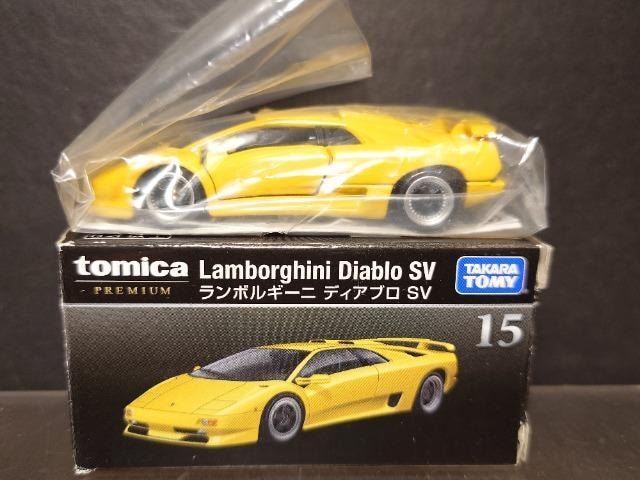 tomica
PREMIUM
Lamborghini Diablo SV
ランボルギーニ ディアブロ SV
TAKARA
TOMY
15